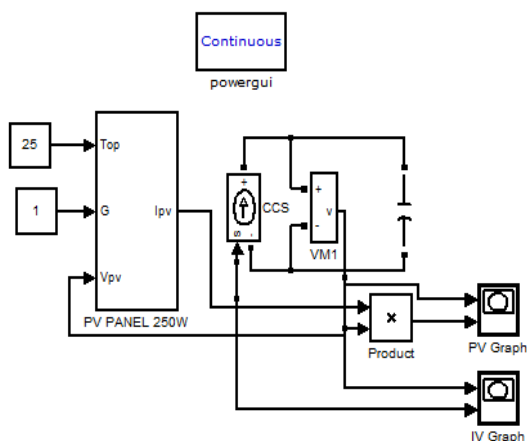 Continuous
powergui
25
Top
1
G
Ipv
Vpv
PV PANEL 250W
+
CCS
s
-
+
v
-
VM1
×
Product
PV Graph
IV Graph